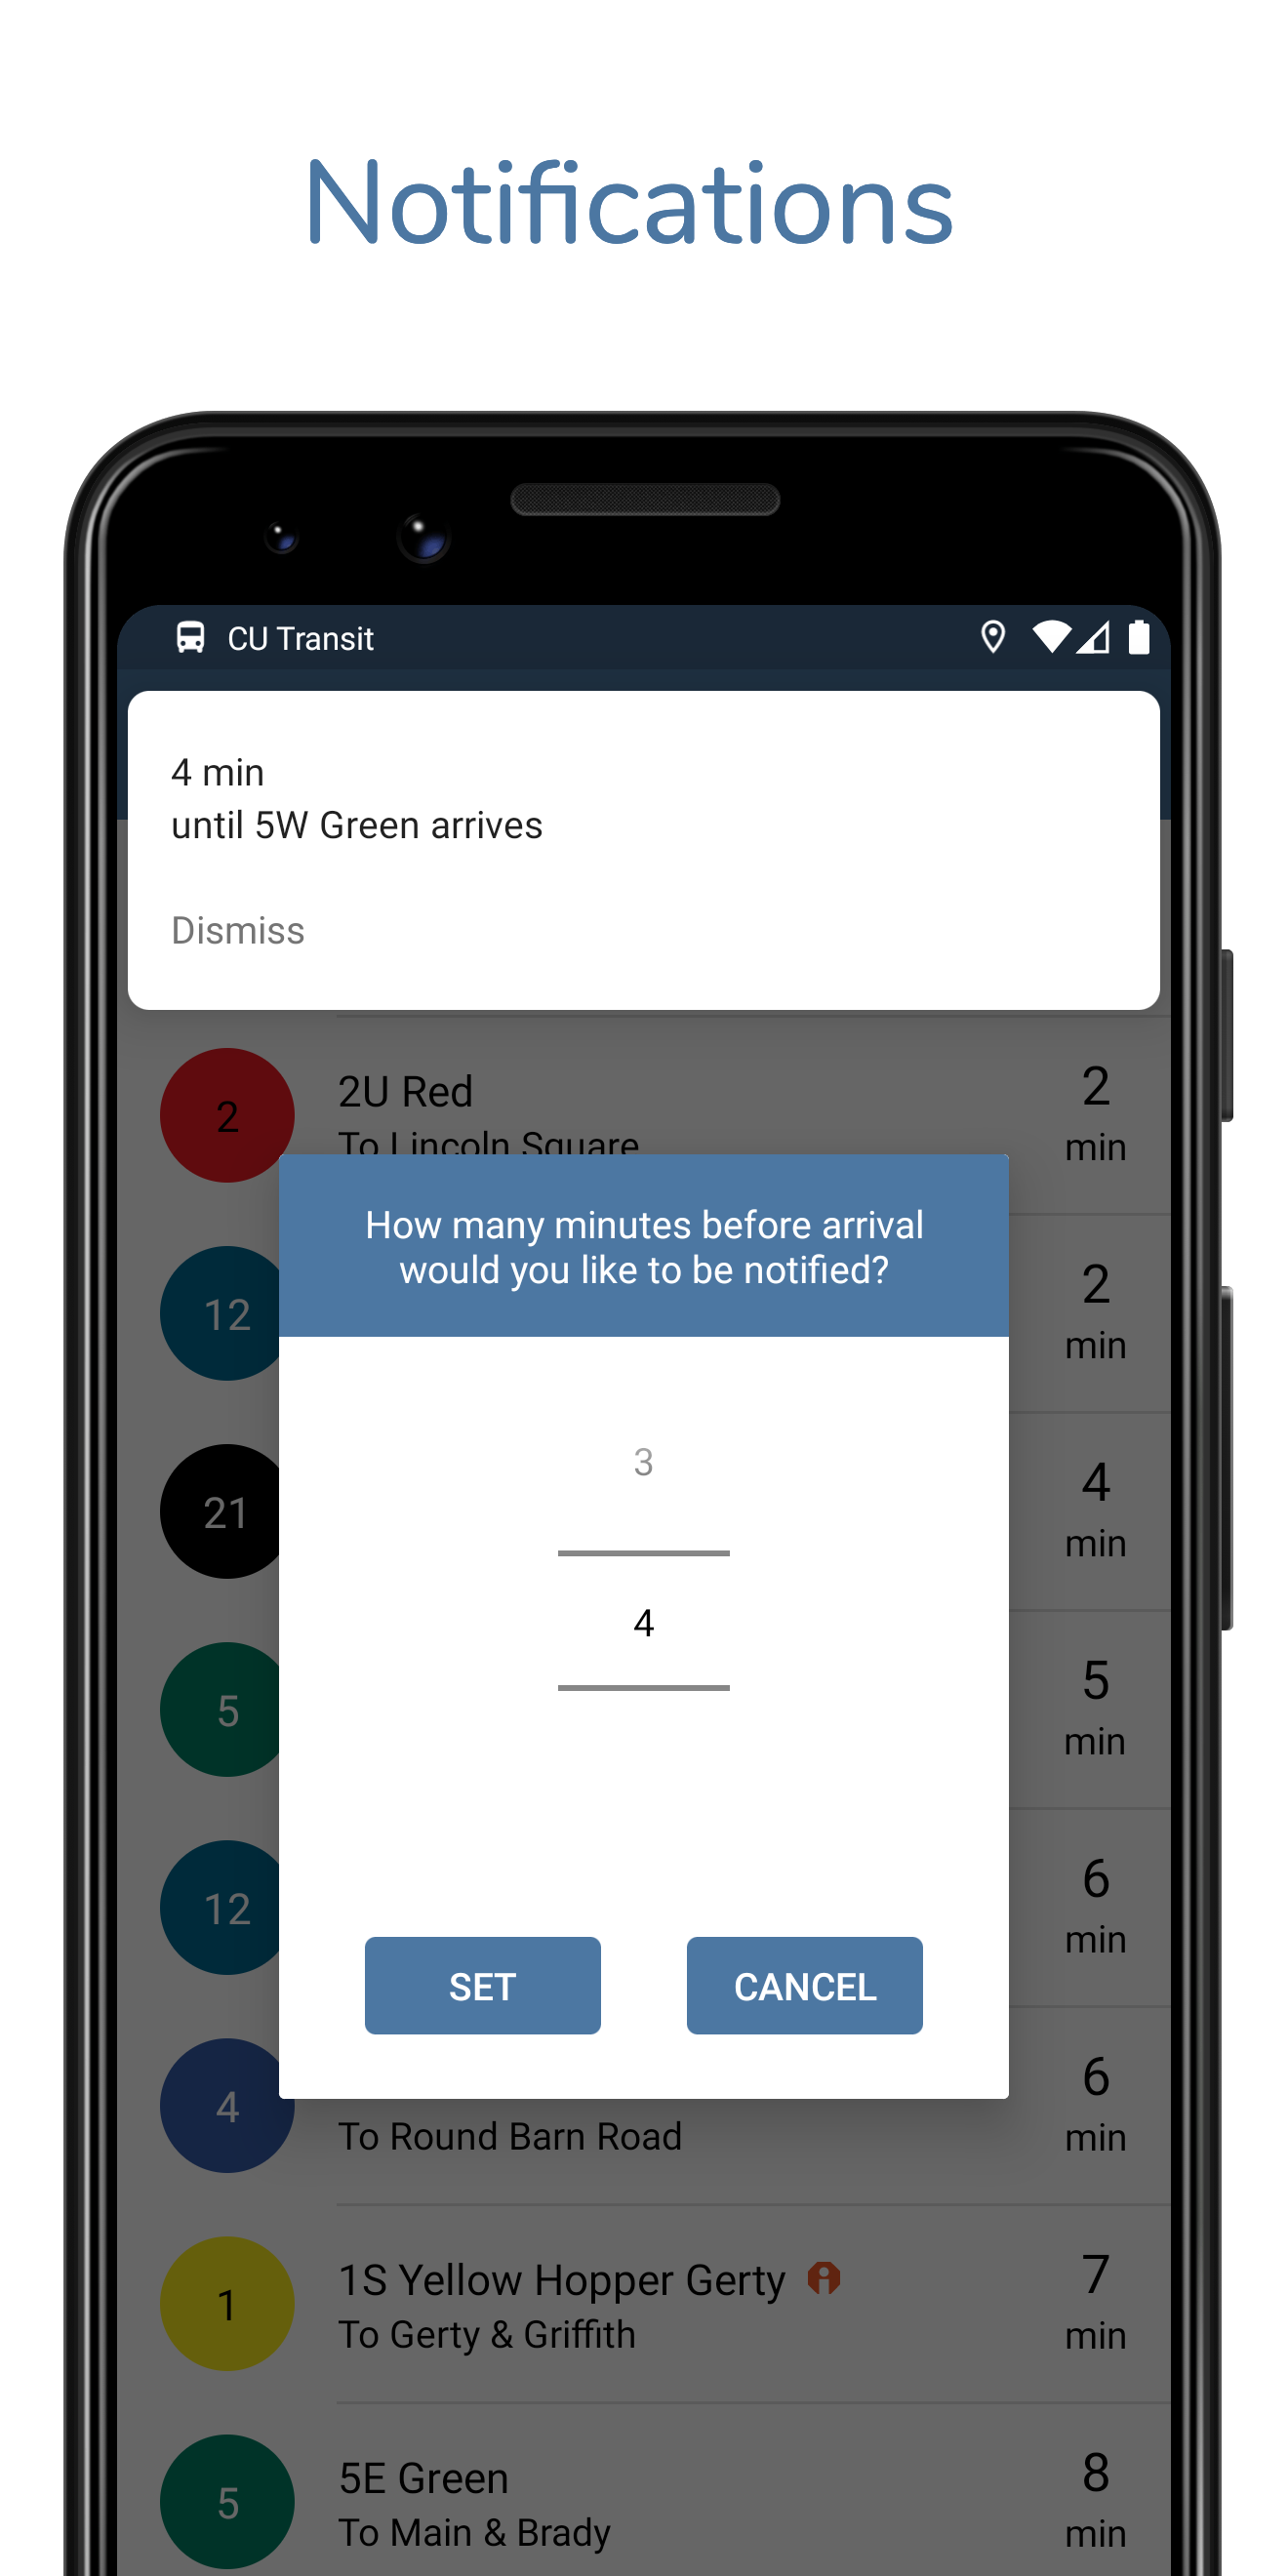 Notifications
CU Transit
4 min
until 5W Green arrives
Dismiss
2
2U Red
To Lincoln Square
2
min
How many minutes before arrival
would you like to be notified?
12
2
min
3
21
4
min
4
5
5
min
12
6
min
SET
CANCEL
4
To Round Barn Road
6
min
1
1S Yellow Hopper Gerty
To Gerty & Griffith
7
min
5
5E Green
To Main & Brady
8
min